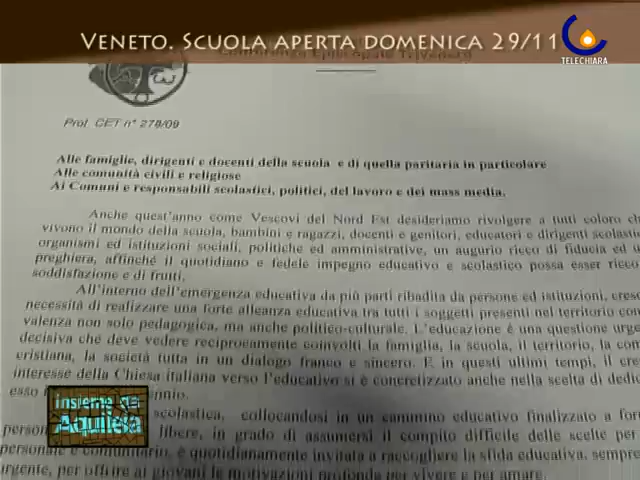 VENETO. SCUOLA APERTA DOMENICA 29/11
TELECHIARA
Conferenza Episcopale Triveneto
Prot. CET n° 278/09
Alle famiglie, dirigenti e docenti della scuola e di quella paritaria in particolare
Alle comunità civili e religiose
Ai Comuni e responsabili scolastici, politici, del lavoro e dei mass media.
Anche quest'anno come Vescovi del Nord Est desideriamo rivolgere a tutti coloro
vivono il mondo della scuola, bambini e ragazzi, docenti e genitori, educatori e dirigenti
organismi ed istituzioni sociali, politiche ed amministrative, un augurio ricco di fiducia ed
preghiera, affinché il quotidiano e fedele impegno educativo e scolastico possa esser ricco
soddisfazione e di frutti.
All'interno dell'emergenza educativa da più parti ribadita da persone ed istituzioni,
necessità di realizzare una forte alleanza educativa tra tutti i soggetti presenti nel territorio
valenza non solo pedagogica, ma anche politico-culturale. L'educazione è una questione
decisiva che deve vedere reciprocamente coinvolti la famiglia, la scuola, il territorio, la
cristiana, la società tutta in un dialogo franco e sincero. E in questi ultimi tempi, il
interesse della Chiesa italiana verso l'educativo si è concretizzato anche nella scelta di
esso
scolastica, collocandosi in un cammino educativo finalizzato a
libere, in grado di assumersi il compito difficile delle scelte per
personale e comunitario, è quotidianamente invitata a raccogliere la sfida educativa, sempre
urgente, per offrire ai giovani le motivazioni profonde per vivere e per amare.
insieme per
Aquileia